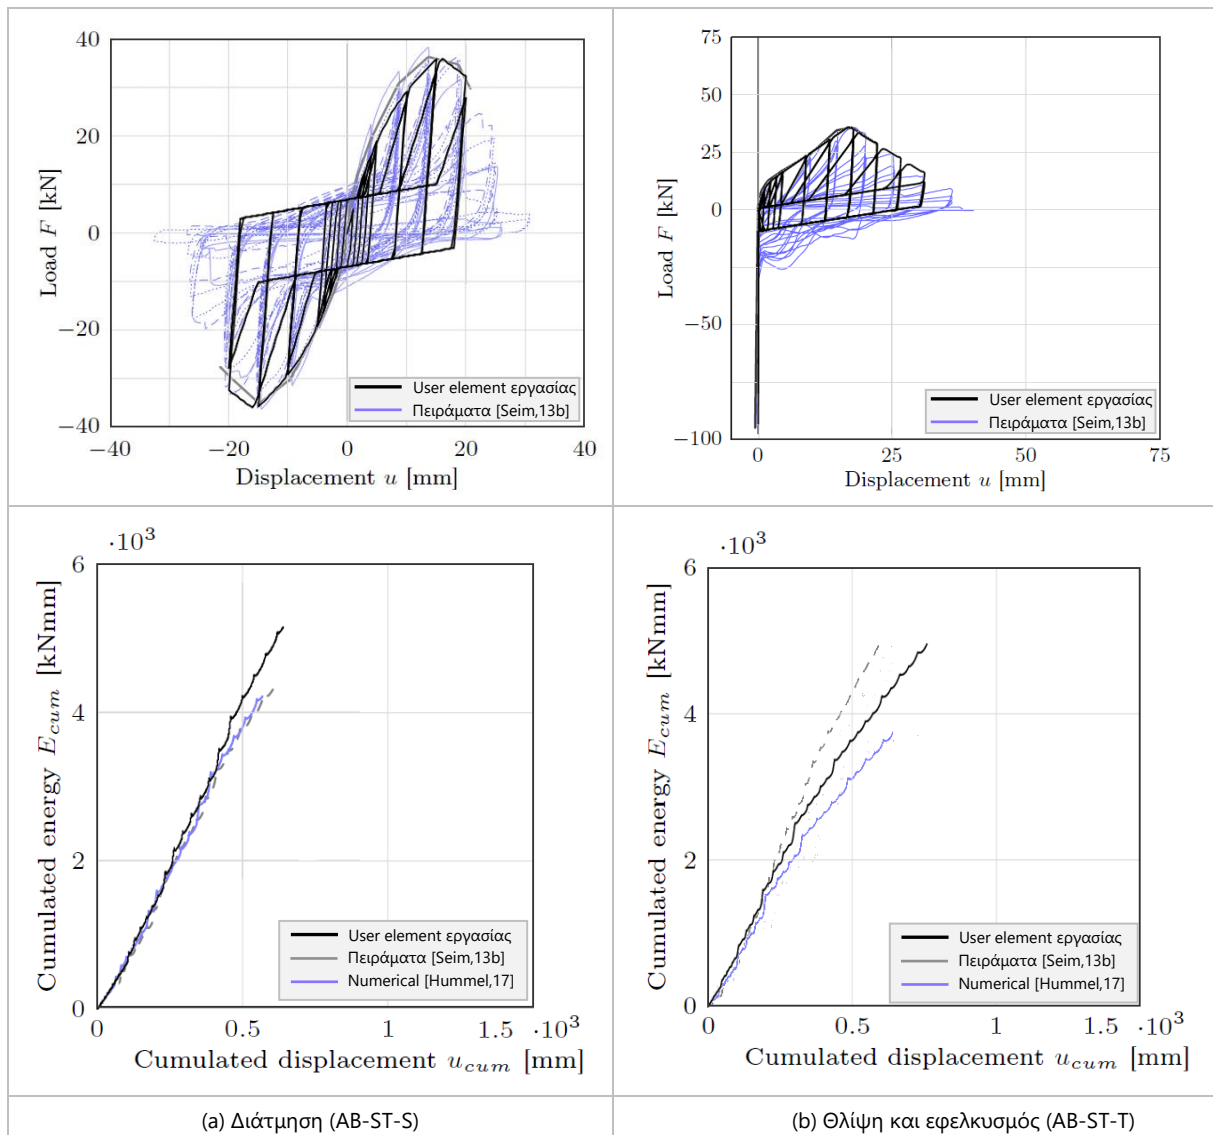 40
20
0
−20
−40
−40
−20
0
20
40
Load F [kN]
Displacement u [mm]
User element εργασίας
Πειράματα [Seim,13b]
75
50
25
0
−50
−100
0
25
50
75
Load F [kN]
Displacement u [mm]
User element εργασίας
Πειράματα [Seim,13b]
·10³
6
4
2
0
0
0.5
1
1.5
·10³
Cumulated energy E_cum [kNmm]
Cumulated displacement u_cum [mm]
User element εργασίας
Πειράματα [Seim,13b]
Numerical [Hummel,17]
·10³
6
4
2
0
0
0.5
1
1.5
·10³
Cumulated energy E_cum [kNmm]
Cumulated displacement u_cum [mm]
User element εργασίας
Πειράματα [Seim,13b]
Numerical [Hummel,17]
(a) Διάτμηση (AB-ST-S)
(b) Θλίψη και εφελκυσμός (AB-ST-T)